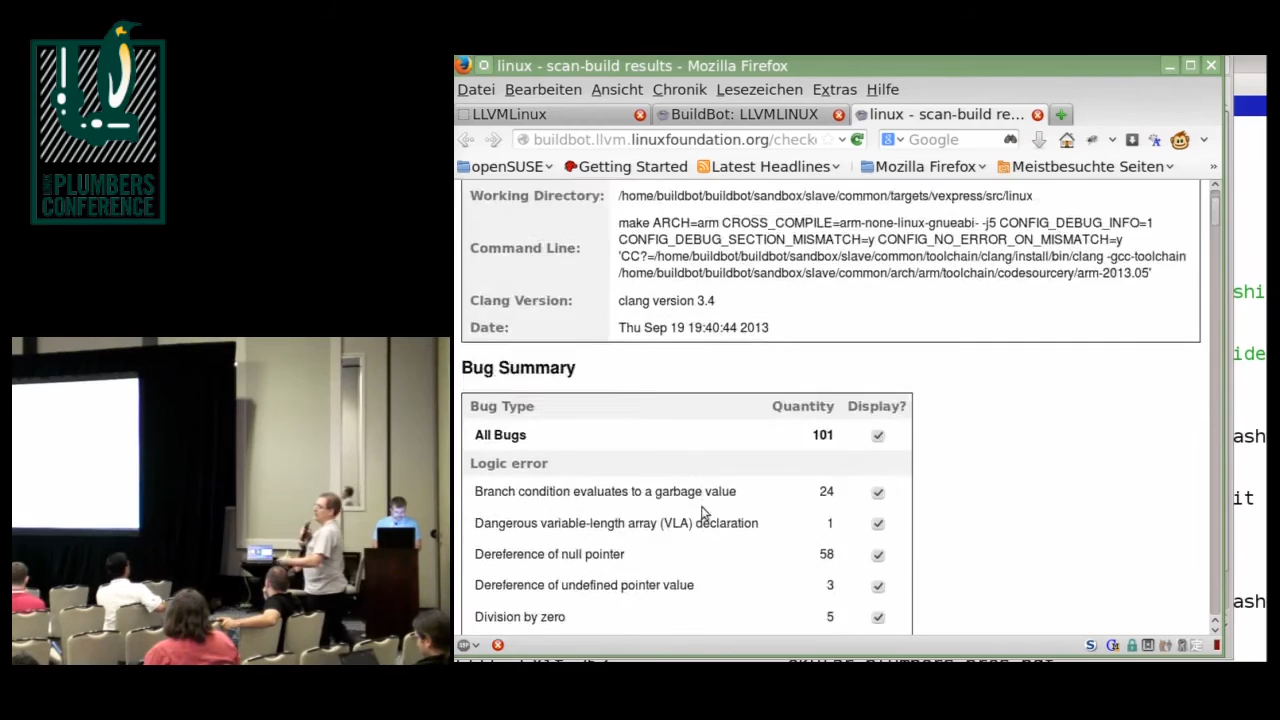 LINUX
PLUMBERS
CONFERENCE
linux - scan-build results - Mozilla Firefox
Datei Bearbeiten Ansicht Chronik Lesezeichen Extras Hilfe
LLVMLinux BuildBot: LLVMLINUX linux - scan-build re...
buildbot.llvm.linuxfoundation.org/check Google
openSUSE Getting Started Latest Headlines Mozilla Firefox Meistbesuchte Seiten »
Working Directory: /home/buildbot/buildbot/sandbox/slave/common/targets/vexpress/src/linux
Command Line: make ARCH=arm CROSS_COMPILE=arm-none-linux-gnueabi- -j5 CONFIG_DEBUG_INFO=1
CONFIG_DEBUG_SECTION_MISMATCH=y CONFIG_NO_ERROR_ON_MISMATCH=y
'CC?=/home/buildbot/buildbot/sandbox/slave/common/toolchain/clang/install/bin/clang -gcc-toolchain
/home/buildbot/buildbot/sandbox/slave/common/arch/arm/toolchain/codesourcery/arm-2013.05'
Clang Version: clang version 3.4
Date: Thu Sep 19 19:40:44 2013
Bug Summary
Bug Type Quantity Display?
All Bugs 101
Logic error
Branch condition evaluates to a garbage value 24
Dangerous variable-length array (VLA) declaration 1
Dereference of null pointer 58
Dereference of undefined pointer value 3
Division by zero 5
shi
ide
ash
it
ash